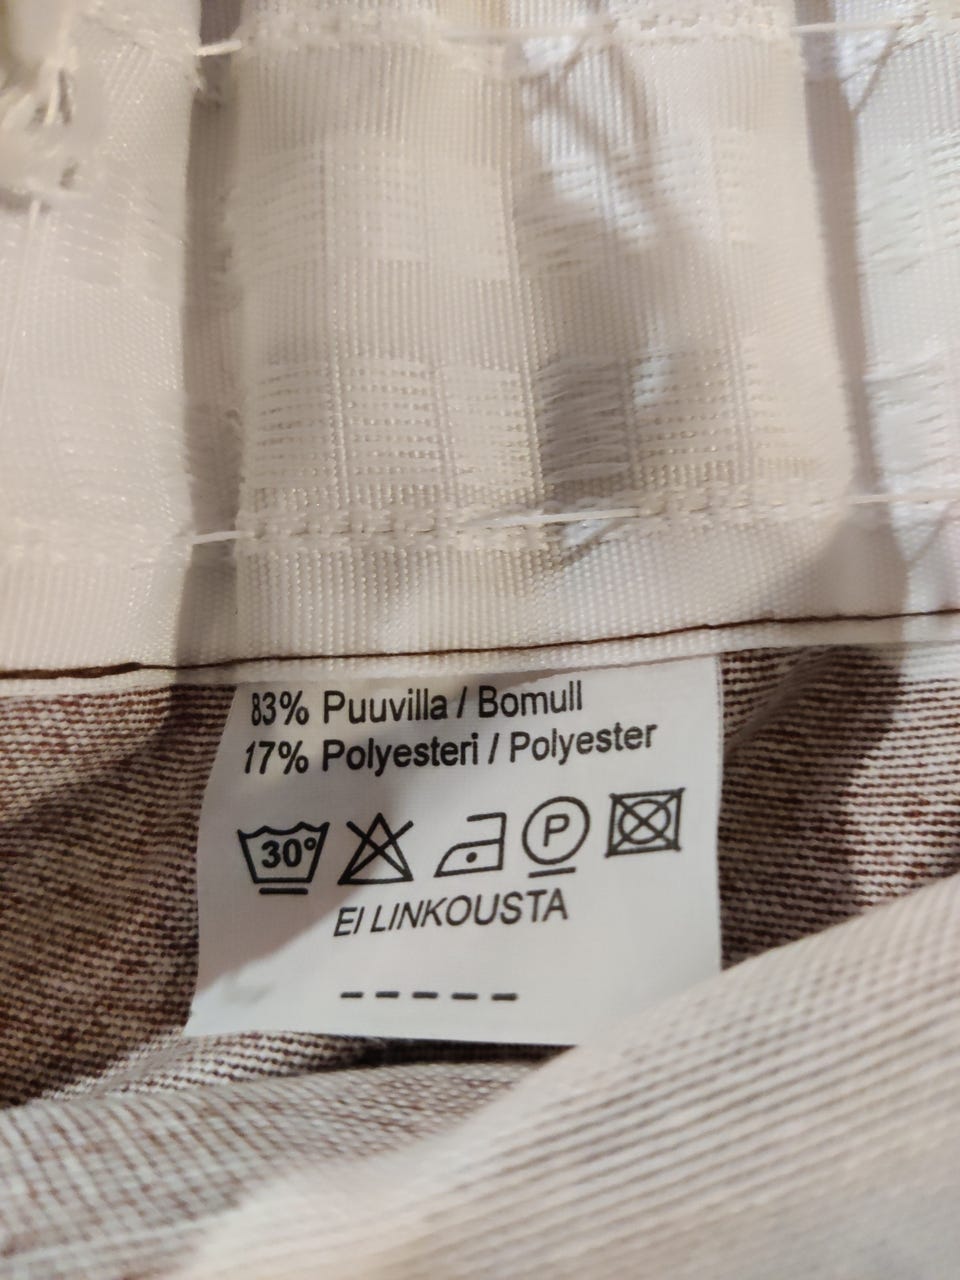 83% Puuvilla / Bomull
17% Polyesteri / Polyester
30° P
EI LINKOUSTA
-----